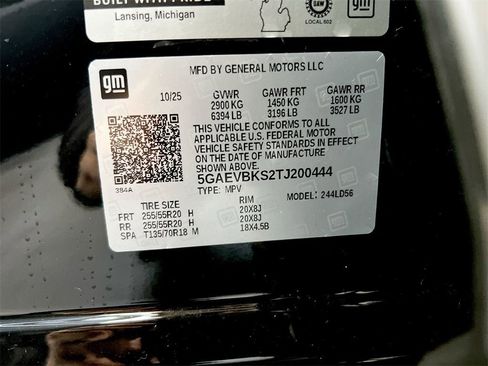 BUILT WITH PRIDE
Lansing, Michigan
UAW
LOCAL 602
gm
gm
MFD BY GENERAL MOTORS LLC
10/25 GVWR GAWR FRT GAWR RR
2900 KG 1450 KG 1600 KG
6394 LB 3196 LB 3527 LB
THIS VEHICLE CONFORMS TO ALL
APPLICABLE U.S. FEDERAL MOTOR
VEHICLE SAFETY STANDARDS IN EFFECT
ON THE DATE OF MANUFACTURE
SHOWN ABOVE.
384A
5GAEVBKS2TJ200444
TYPE: MPV MODEL: 244LD56
TIRE SIZE RIM
FRT 255/55R20 H 20X8J
RR 255/55R20 H 20X8J
SPA T135/70R18 M 18X4.5B